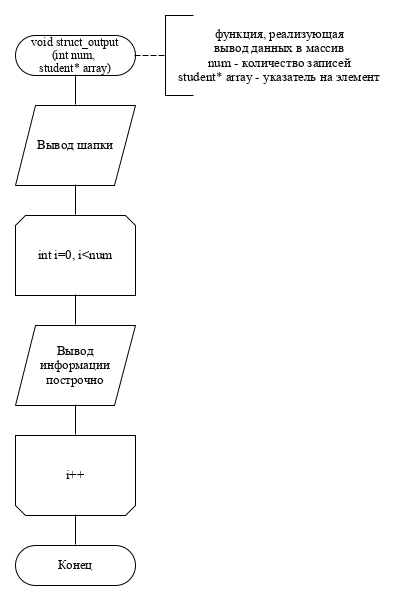 void struct_output
(int num,
student* array)
функция, реализующая
вывод данных в массив
num - количество записей
student* array - указатель на элемент
Вывод шапки
int i=0, i<num
Вывод
информации
построчно
i++
Конец